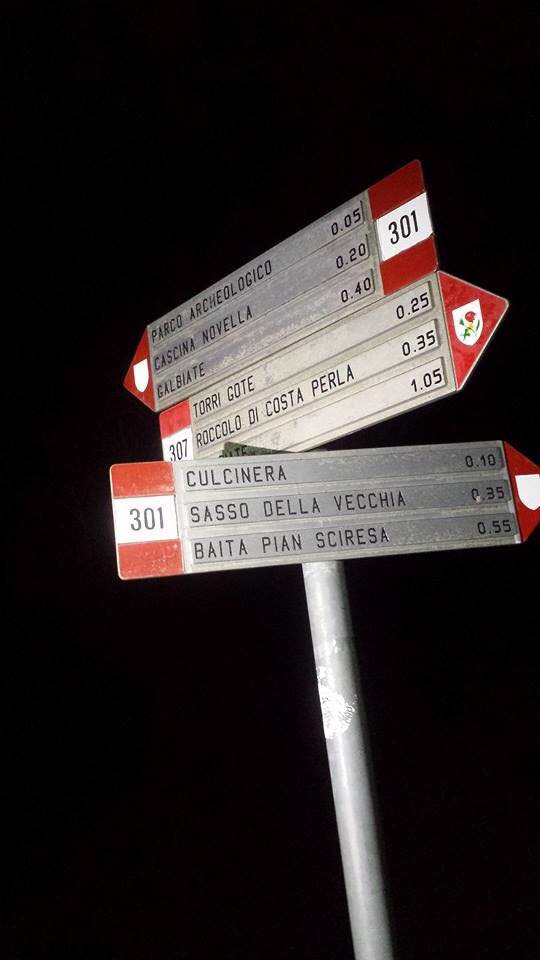 PARCO ARCHEOLOGICO 0.05
CASCINA NOVELLA 0.20
GALBIATE 0.40
301
TORRI GOTE 0.25
ROCCOLO DI COSTA PERLA 0.35
1.05
307
301
CULCINERA 0.10
SASSO DELLA VECCHIA 0.35
BAITA PIAN SCIRESA 0.55